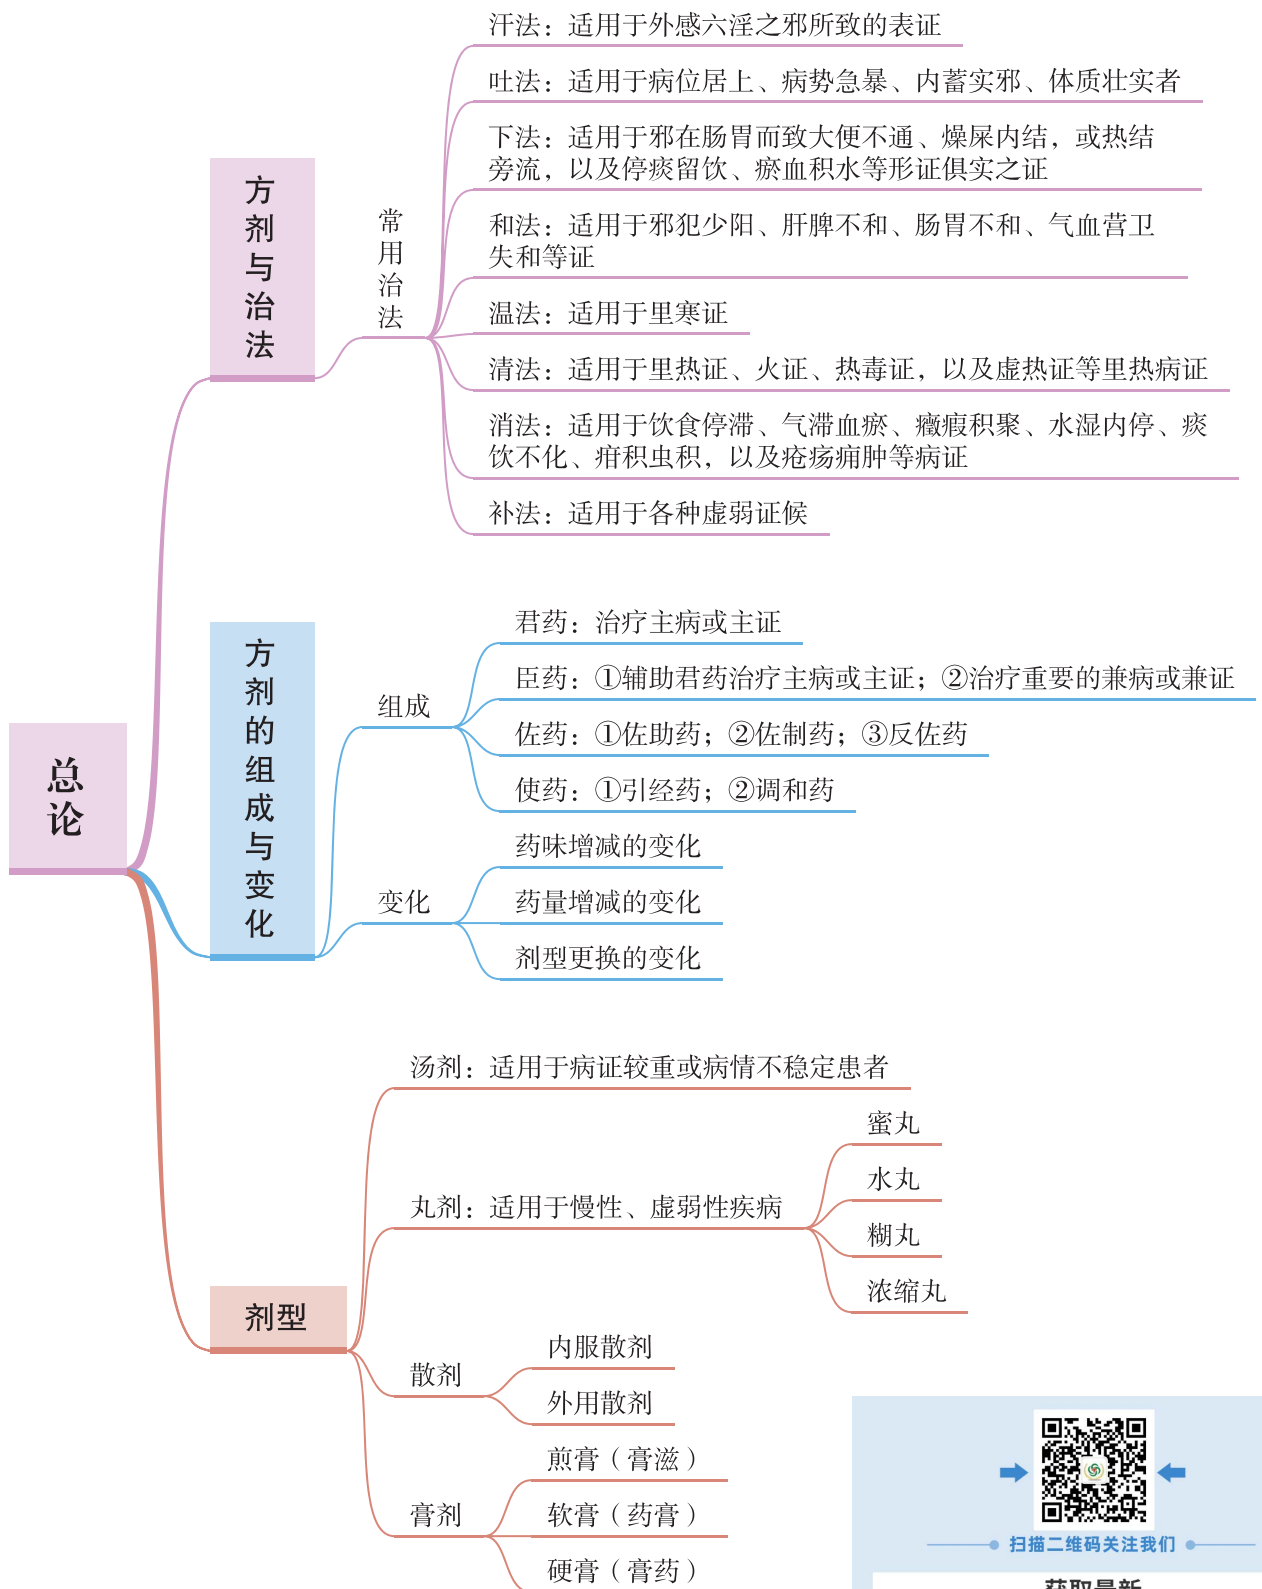 总论
方剂与治法
常用治法
汗法：适用于外感六淫之邪所致的表证
吐法：适用于病位居上、病势急暴、内蓄实邪、体质壮实者
下法：适用于邪在肠胃而致大便不通、燥屎内结，或热结
旁流，以及停痰留饮、瘀血积水等形证俱实之证
和法：适用于邪犯少阳、肝脾不和、肠胃不和、气血营卫
失和等证
温法：适用于里寒证
清法：适用于里热证、火证、热毒证，以及虚热证等里热病证
消法：适用于饮食停滞、气滞血瘀、癥瘕积聚、水湿内停、痰
饮不化、疳积虫积，以及疮疡痈肿等病证
补法：适用于各种虚弱证候
方剂的组成与变化
组成
君药：治疗主病或主证
臣药：①辅助君药治疗主病或主证；②治疗重要的兼病或兼证
佐药：①佐助药；②佐制药；③反佐药
使药：①引经药；②调和药
变化
药味增减的变化
药量增减的变化
剂型更换的变化
剂型
汤剂：适用于病证较重或病情不稳定患者
丸剂：适用于慢性、虚弱性疾病
蜜丸
水丸
糊丸
浓缩丸
散剂
内服散剂
外用散剂
膏剂
煎膏（膏滋）
软膏（药膏）
硬膏（膏药）
扫描二维码关注我们
获取最新